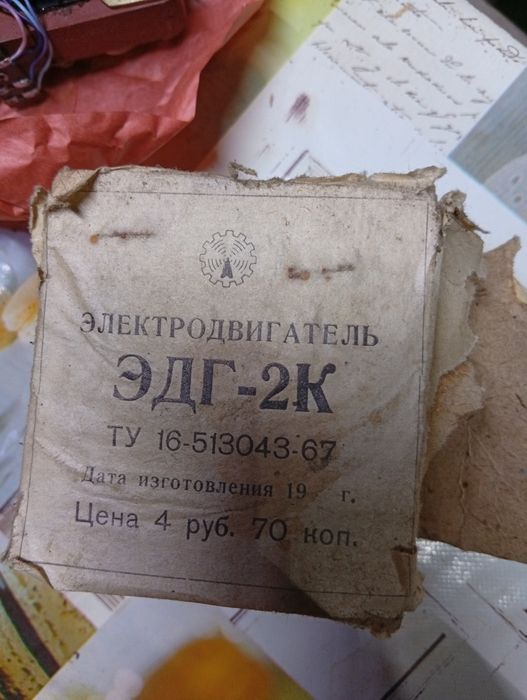 ЭЛЕКТРОДВИГАТЕЛЬ
ЭДГ-2К
ТУ 16-513043-67
Дата изготовления 19 г.
Цена 4 руб. 70 коп.